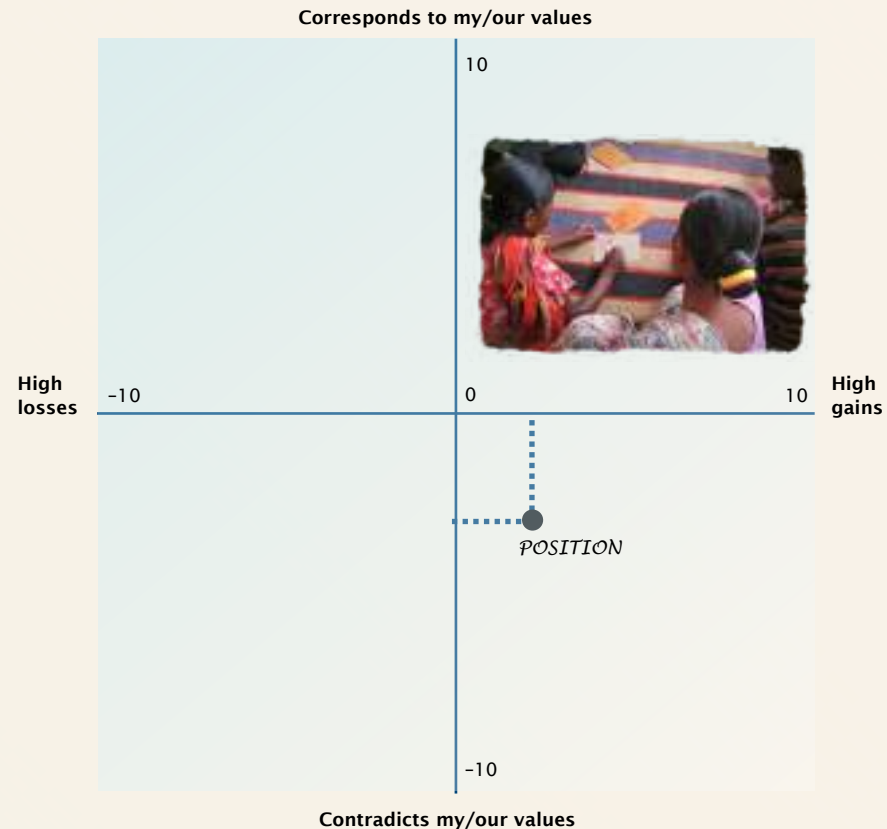 Corresponds to my/our values
10
High
losses
–10
0
10
High
gains
POSITION
–10
Contradicts my/our values